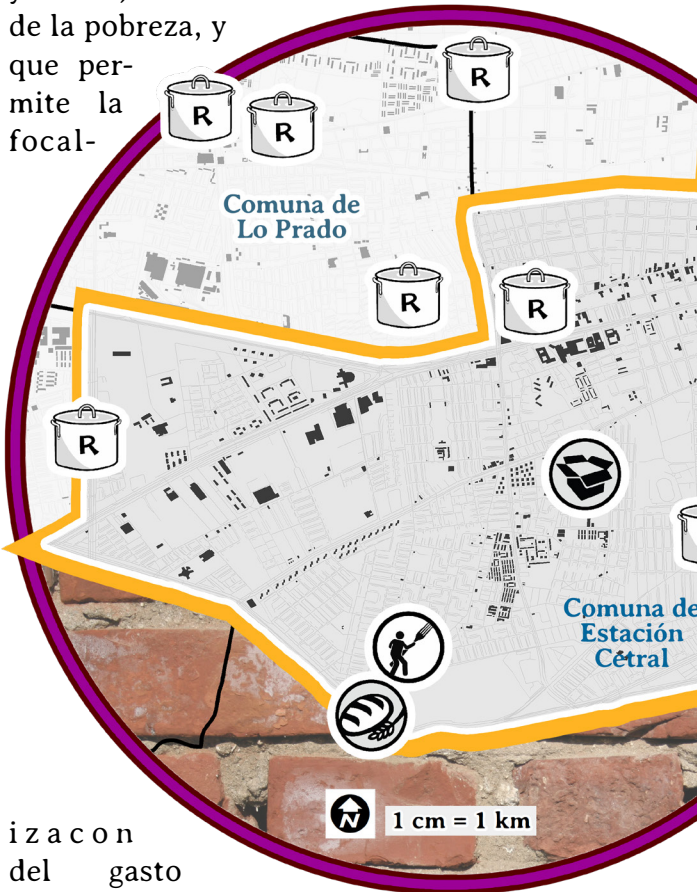 de la pobreza, y
que per-
mite la
focal-
R
R
R
Comuna de
Lo Prado
R
R
R
Comuna de
Estación
Cetral
N
1 cm = 1 km
izacon
del gasto